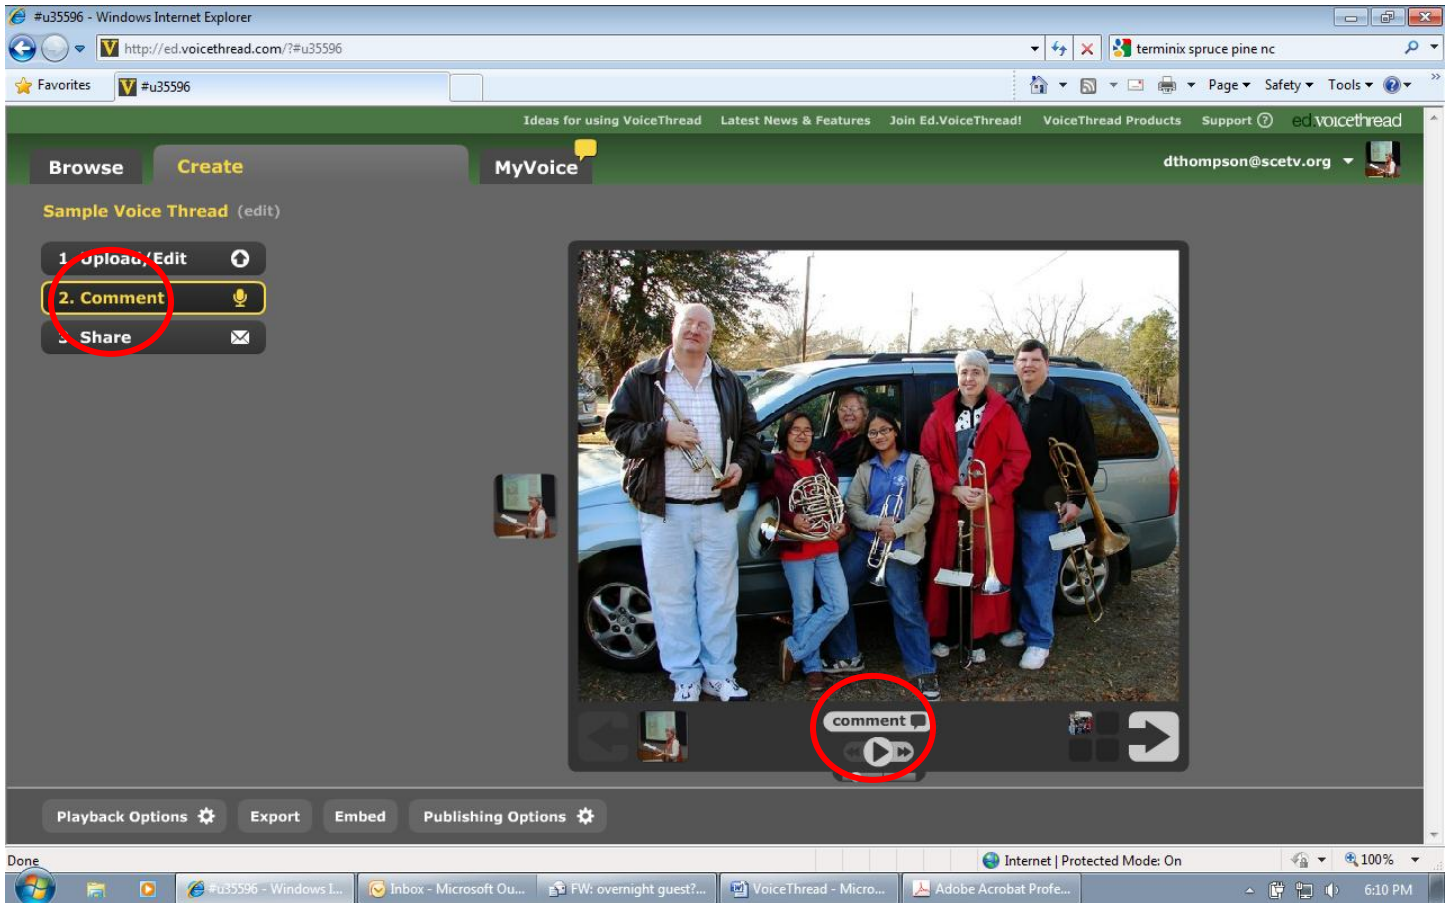 #u35596 - Windows Internet Explorer
http://ed.voicethread.com/?#u35596
terminix spruce pine nc
Favorites
#u35596
Page
Safety
Tools
Ideas for using VoiceThread
Latest News & Features
Join Ed.VoiceThread!
VoiceThread Products
Support
ed.voicethread
Browse
Create
MyVoice
dthompson@scetv.org
Sample Voice Thread (edit)
1. Upload/Edit
2. Comment
3. Share
comment
Playback Options
Export
Embed
Publishing Options
Done
Internet | Protected Mode: On
100%
#u35596 - Windows I...
Inbox - Microsoft Ou...
FW: overnight guest?...
VoiceThread - Micro...
Adobe Acrobat Profe...
6:10 PM